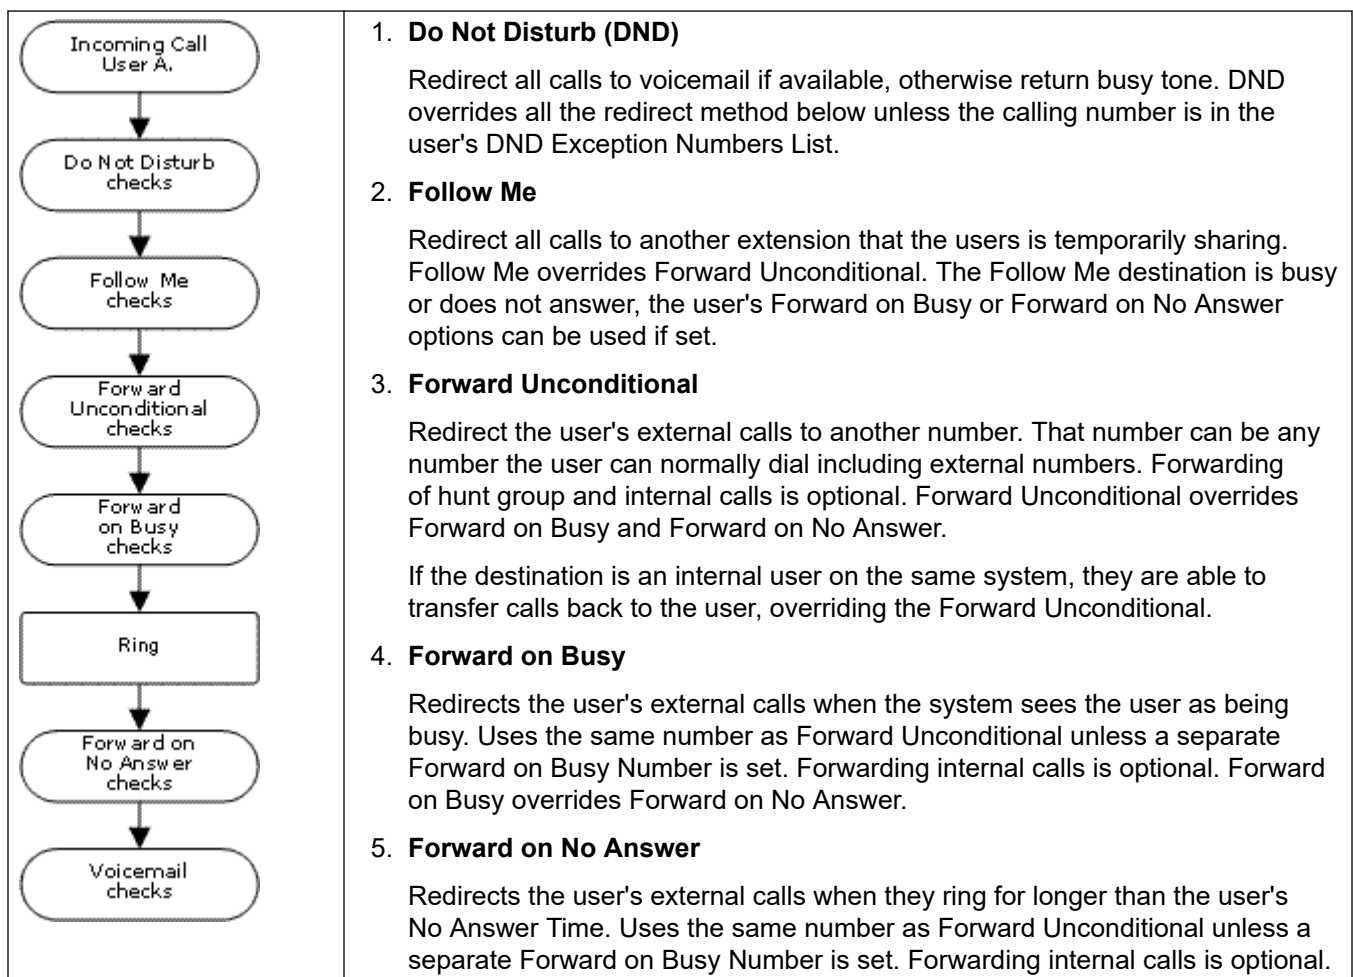 Incoming Call
User A.
Do Not Disturb
checks
Follow Me
checks
Forward
Unconditional
checks
Forward
on Busy
checks
Ring
Forward on
No Answer
checks
Voicemail
checks
1. Do Not Disturb (DND)
Redirect all calls to voicemail if available, otherwise return busy tone. DND
overrides all the redirect method below unless the calling number is in the
user's DND Exception Numbers List.
2. Follow Me
Redirect all calls to another extension that the users is temporarily sharing.
Follow Me overrides Forward Unconditional. The Follow Me destination is busy
or does not answer, the user's Forward on Busy or Forward on No Answer
options can be used if set.
3. Forward Unconditional
Redirect the user's external calls to another number. That number can be any
number the user can normally dial including external numbers. Forwarding
of hunt group and internal calls is optional. Forward Unconditional overrides
Forward on Busy and Forward on No Answer.
If the destination is an internal user on the same system, they are able to
transfer calls back to the user, overriding the Forward Unconditional.
4. Forward on Busy
Redirects the user's external calls when the system sees the user as being
busy. Uses the same number as Forward Unconditional unless a separate
Forward on Busy Number is set. Forwarding internal calls is optional. Forward
on Busy overrides Forward on No Answer.
5. Forward on No Answer
Redirects the user's external calls when they ring for longer than the user's
No Answer Time. Uses the same number as Forward Unconditional unless a
separate Forward on Busy Number is set. Forwarding internal calls is optional.